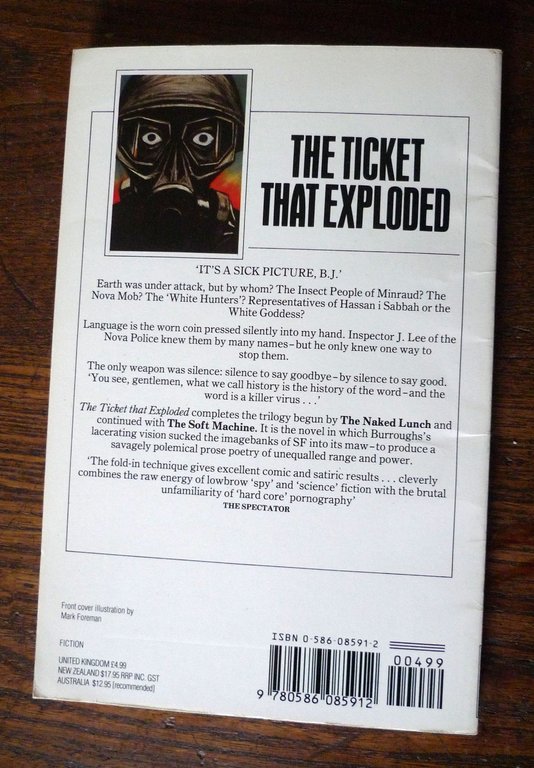 THE TICKET
THAT EXPLODED
'IT'S A SICK PICTURE, B.J.'
Earth was under attack, but by whom? The Insect People of Minraud? The
Nova Mob? The 'White Hunters'? Representatives of Hassan i Sabbah or the
White Goddess?
Language is the worn coin pressed silently into my hand. Inspector J. Lee of the
Nova Police knew them by many names – but he only knew one way to
stop them.
The only weapon was silence: silence to say goodbye – by silence to say good.
'You see, gentlemen, what we call history is the history of the word – and the
word is a killer virus . . .'
The Ticket that Exploded completes the trilogy begun by The Naked Lunch and
continued with The Soft Machine. It is the novel in which Burroughs's
lacerating vision sucked the imagebanks of SF into its maw – to produce a
savagely polemical prose poetry of unequalled range and power.
'The fold-in technique gives excellent comic and satiric results . . . cleverly
combines the raw energy of lowbrow 'spy' and 'science' fiction with the brutal
unfamiliarity of 'hard core' pornography'
THE SPECTATOR
Front cover illustration by
Mark Foreman
FICTION
UNITED KINGDOM £4.99
NEW ZEALAND $17.95 RRP INC. GST
AUSTRALIA $12.95 (recommended)
ISBN 0-586-08591-2
00499
9 780586 085912